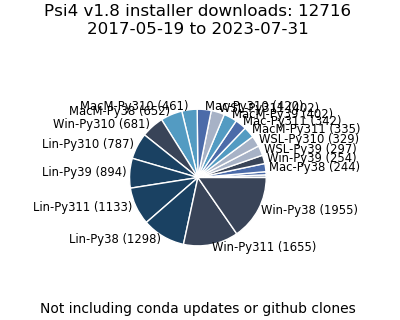 Psi4 v1.8 installer downloads: 12716
2017-05-19 to 2023-07-31
MacM-Py310 (461)
MacM-Py38 (652)
Win-Py310 (681)
Lin-Py310 (787)
Lin-Py39 (894)
Lin-Py311 (1133)
Lin-Py38 (1298)
(402)
Mac-Py311 (342)
MacM-Py311 (335)
WSL-Py310 (329)
WSL-Py39 (297)
Win-Py39 (254)
Mac-Py38 (244)
Win-Py38 (1955)
Win-Py311 (1655)
Not including conda updates or github clones